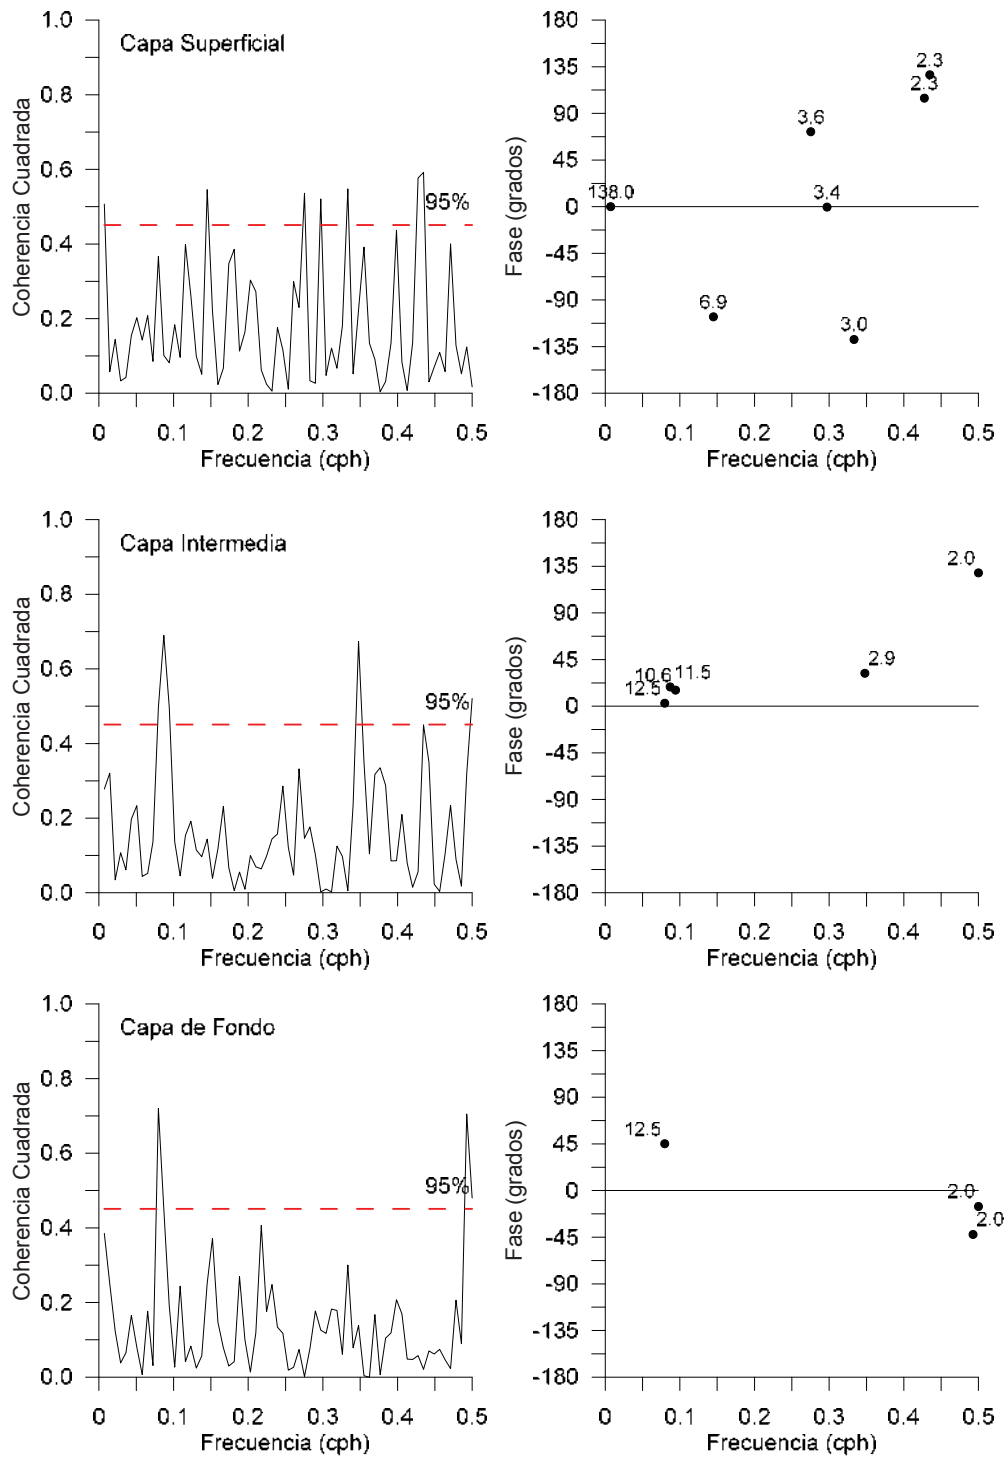 1.0
0.8
0.6
0.4
0.2
0.0
Coherencia Cuadrada
Capa Superficial
95%
0 0.1 0.2 0.3 0.4 0.5
Frecuencia (cph)
180
135
90
45
0
-45
-90
-135
-180
Fase (grados)
2.3
2.3
3.6
138.0
3.4
6.9
3.0
0 0.1 0.2 0.3 0.4 0.5
Frecuencia (cph)
1.0
0.8
0.6
0.4
0.2
0.0
Coherencia Cuadrada
Capa Intermedia
95%
0 0.1 0.2 0.3 0.4 0.5
Frecuencia (cph)
180
135
90
45
0
-45
-90
-135
-180
Fase (grados)
2.0
2.9
10.6 11.5
12.5
0 0.1 0.2 0.3 0.4 0.5
Frecuencia (cph)
1.0
0.8
0.6
0.4
0.2
0.0
Coherencia Cuadrada
Capa de Fondo
95%
0 0.1 0.2 0.3 0.4 0.5
Frecuencia (cph)
180
135
90
45
0
-45
-90
-135
-180
Fase (grados)
12.5
2.0
2.0
0 0.1 0.2 0.3 0.4 0.5
Frecuencia (cph)